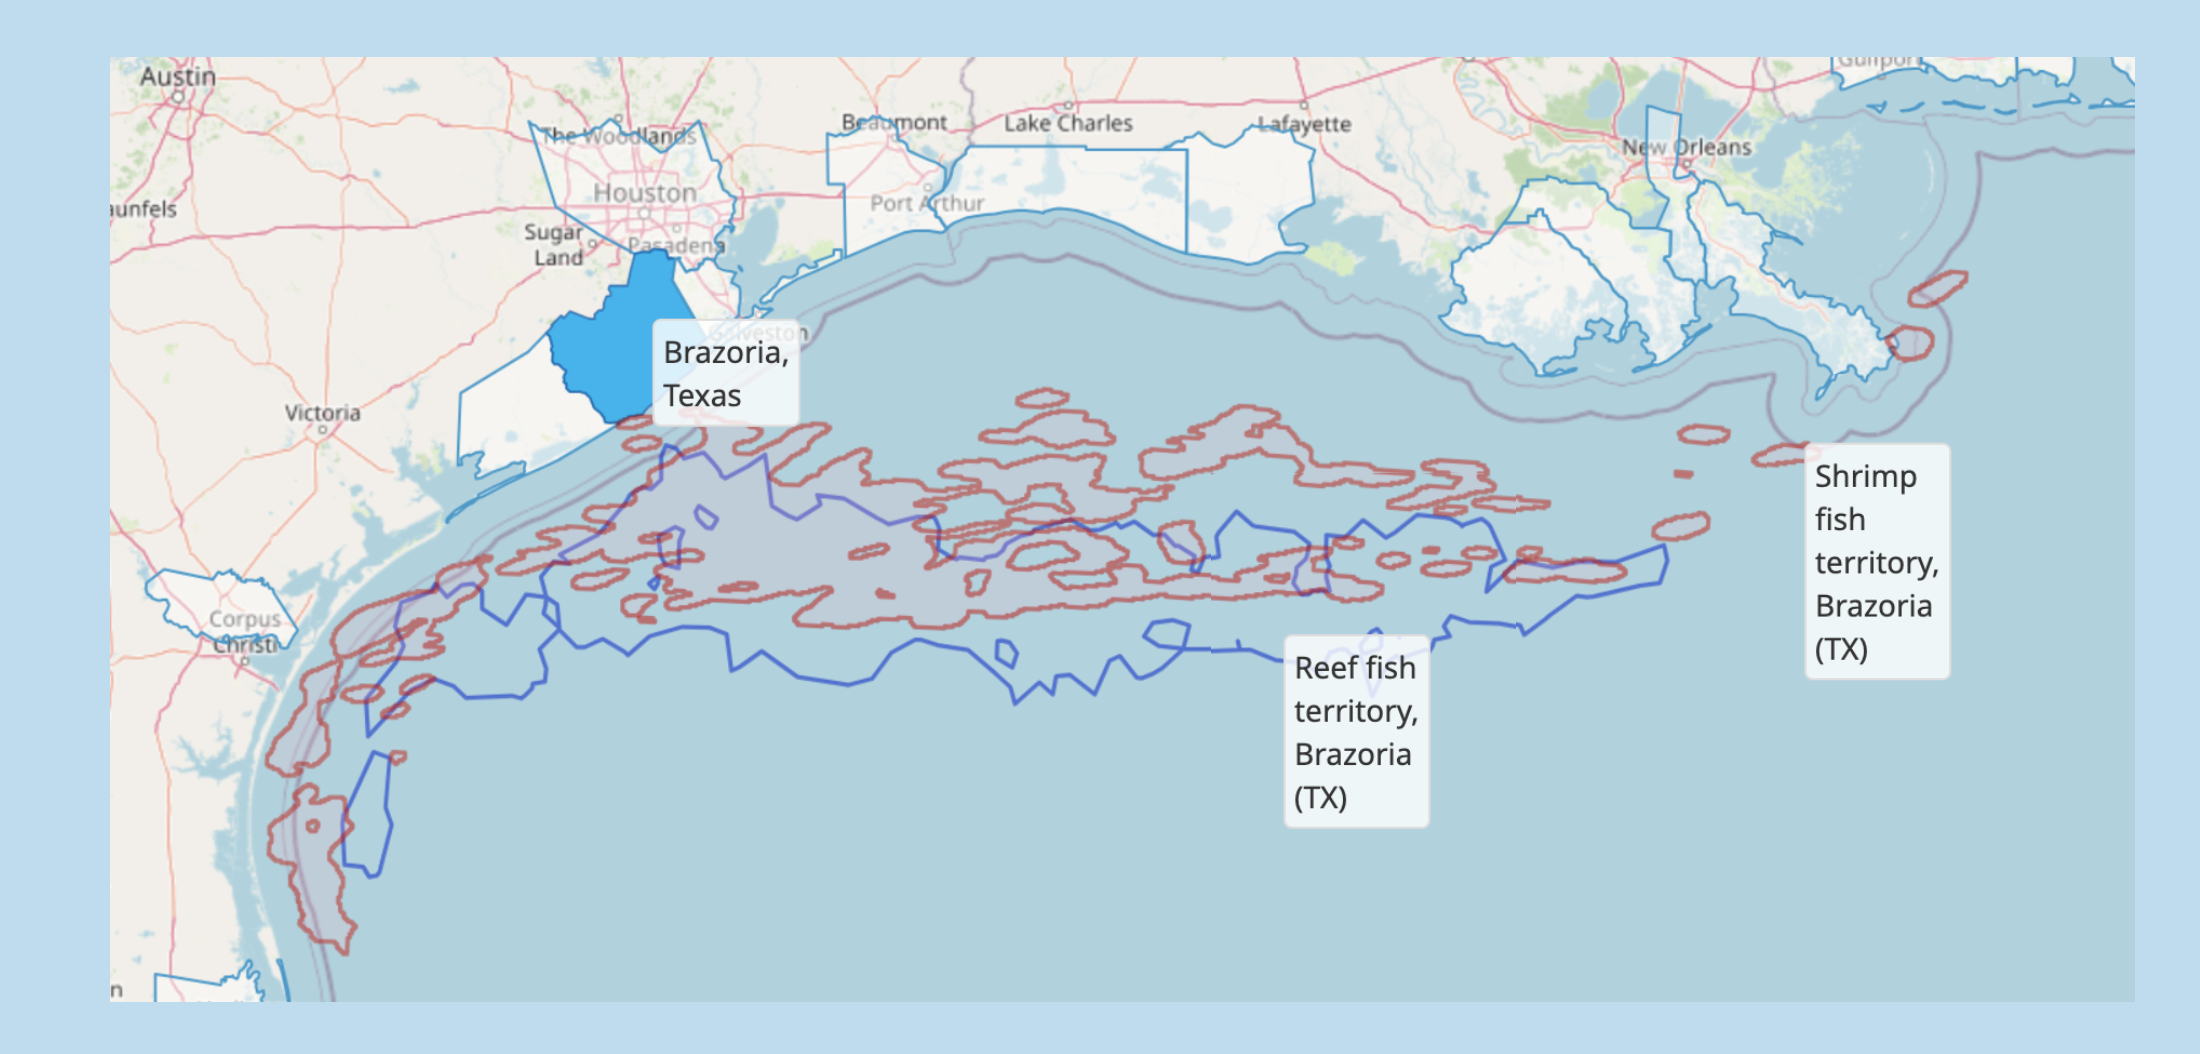 Austin
Gulfport
The Woodlands
Beaumont
Lake Charles
Lafayette
New Orleans
Houston
Port Arthur
aunfels
Sugar
Land
Pasadena
Galveston
Brazoria,
Texas
Victoria
Shrimp
fish
territory,
Brazoria
(TX)
Corpus
Christi
Reef fish
territory,
Brazoria
(TX)
n